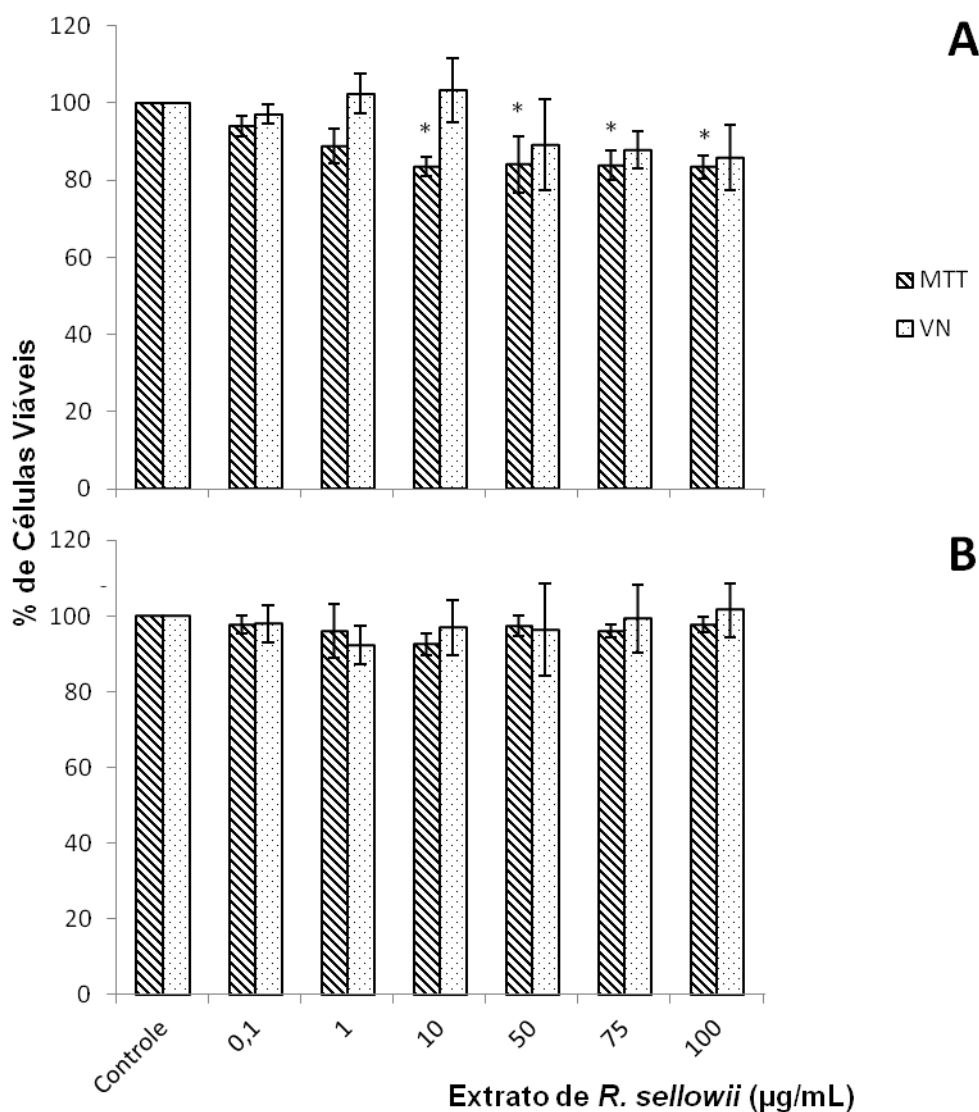 A
120
100
80
60
40
20
0
* * * *
MTT
VN
% de Células Viáveis
B
120
100
80
60
40
20
0
Controle 0,1 1 10 50 75 100
Extrato de R. sellowii (µg/mL)